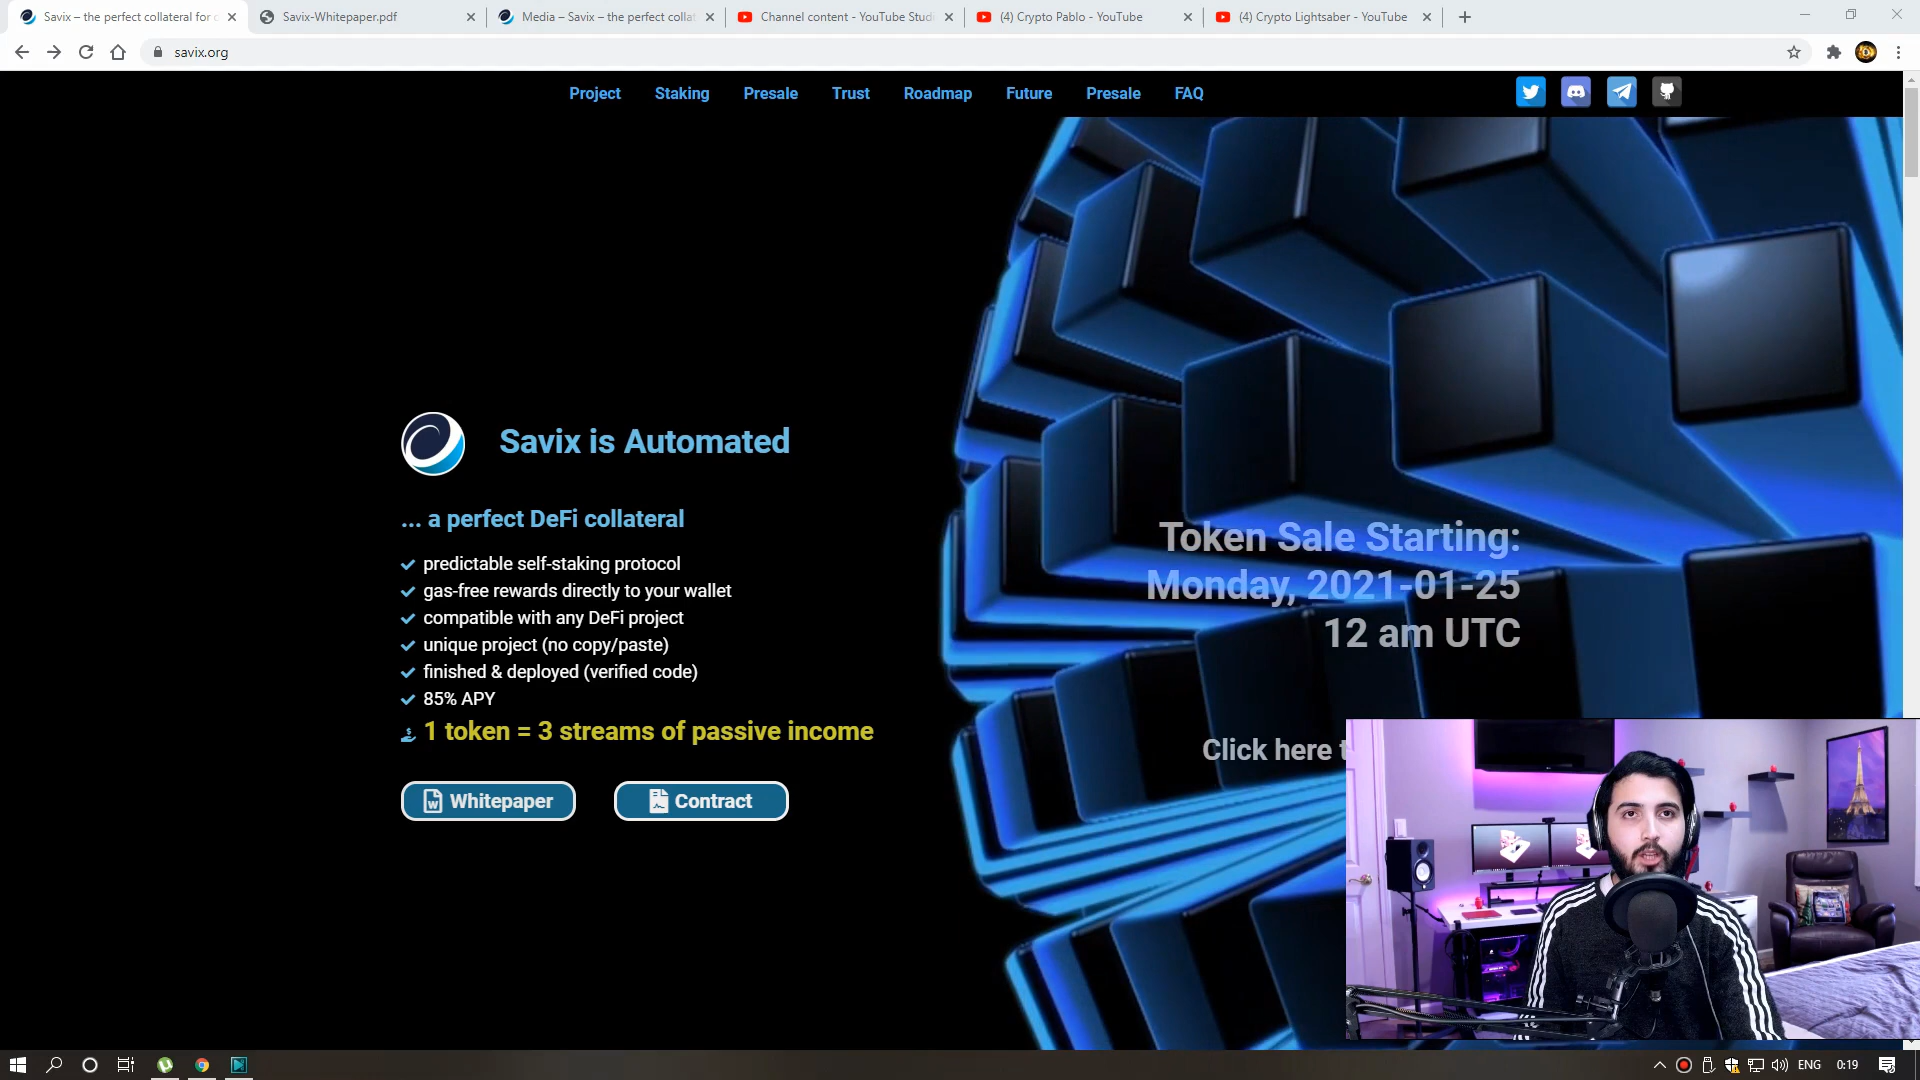 Savix – the perfect collateral for
Savix-Whitepaper.pdf
Media – Savix – the perfect
Channel content - YouTube
(4) Crypto Pablo - YouTube
(4) Crypto Lightsaber - YouTube
savix.org
Project
Staking
Presale
Trust
Roadmap
Future
Presale
FAQ
Savix is Automated
... a perfect DeFi collateral
predictable self-staking protocol
gas-free rewards directly to your wallet
compatible with any DeFi project
unique project (no copy/paste)
finished & deployed (verified code)
85% APY
1 token = 3 streams of passive income
Whitepaper
Contract
Token Sale Starting:
Monday, 2021-01-25
12 am UTC
Click here
ENG
0:19